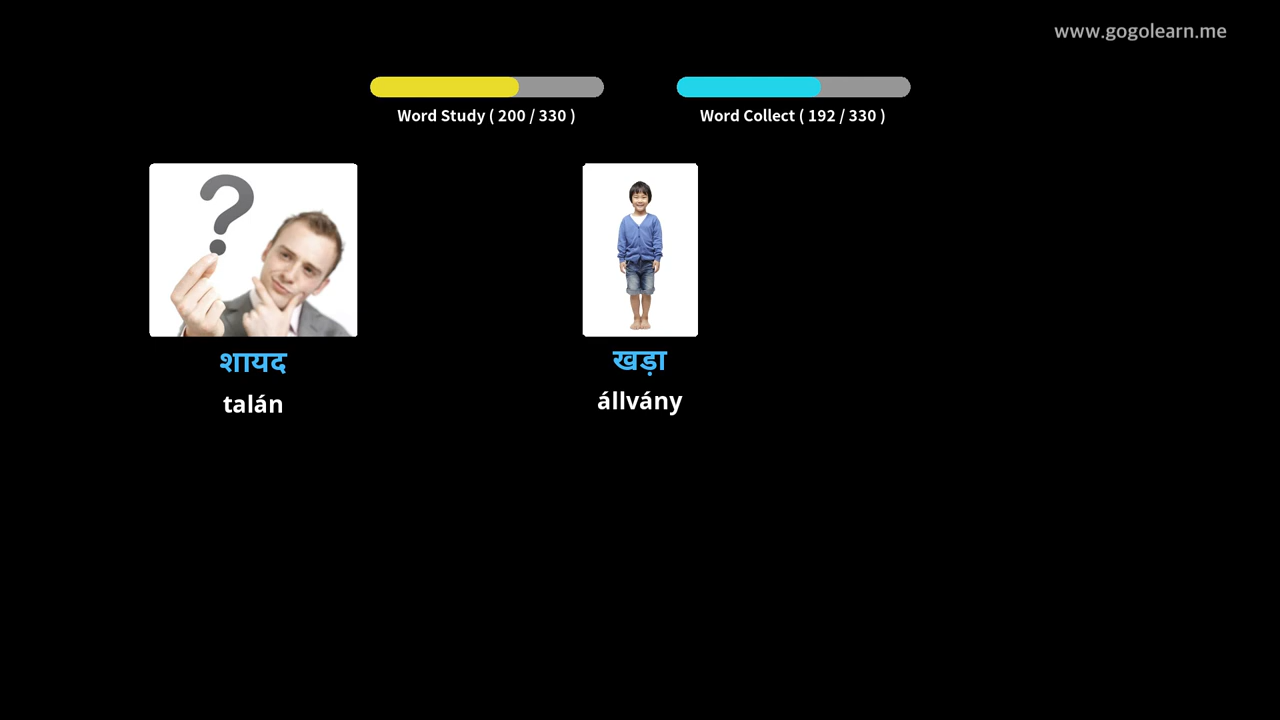 www.gogolearn.me
Word Study ( 200 / 330 )
Word Collect ( 192 / 330 )
शायद
talán
खड़ा
állvány